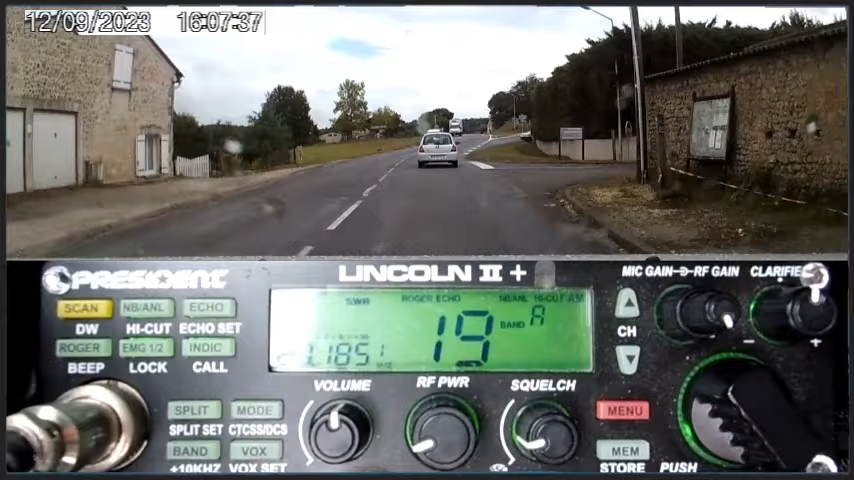 12/09/2023 16:07:37
PRESIDENT LINCOLN II + MIC GAIN RF GAIN CLARIFIER
SCAN NB/ANL ECHO
DW HI-CUT ECHO SET
ROGER EMG 1/2 INDIC
BEEP LOCK CALL
SWR ROGER ECHO NB/ANL HI-CUT AM
19 BAND A
CH
VOLUME RF PWR SQUELCH
SPLIT MODE
SPLIT SET CTCSS/DCS
BAND VOX
+10KHZ VOX SET
MENU
MEM
STORE PUSH
- +